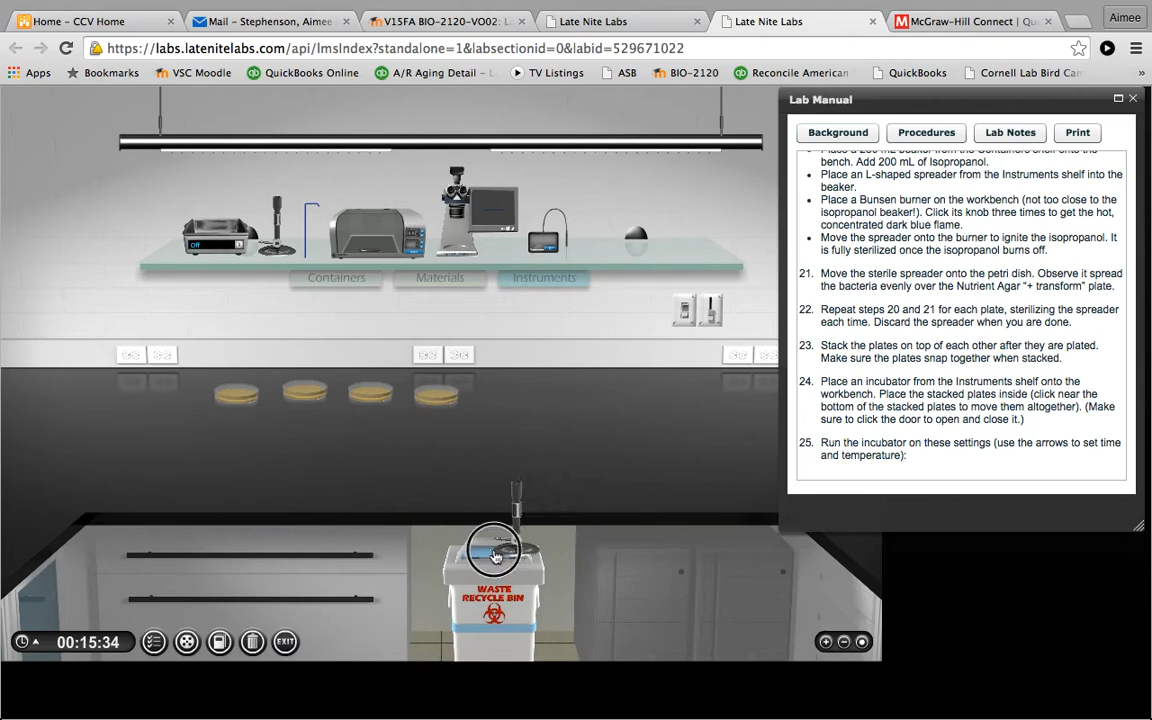 Home – CCV Home
Mail – Stephenson, Aimee
V15FA BIO-2120-VO02: L
Late Nite Labs
Late Nite Labs
McGraw-Hill Connect | Qu
Aimee
https://labs.latenitelabs.com/api/lmsIndex?standalone=1&labsectionid=0&labid=529671022
Apps
Bookmarks
VSC Moodle
QuickBooks Online
A/R Aging Detail – L
TV Listings
ASB
BIO-2120
Reconcile American
QuickBooks
Cornell Lab Bird Car
»
Lab Manual
Background
Procedures
Lab Notes
Print
• Place a 250 mL beaker from the Containers shelf onto the
bench. Add 200 mL of Isopropanol.
• Place an L-shaped spreader from the Instruments shelf into the
beaker.
• Place a Bunsen burner on the workbench (not too close to the
isopropanol beaker!). Click its knob three times to get the hot,
concentrated dark blue flame.
• Move the spreader onto the burner to ignite the isopropanol. It
is fully sterilized once the isopropanol burns off.
21. Move the sterile spreader onto the petri dish. Observe it spread
the bacteria evenly over the Nutrient Agar "+ transform" plate.
22. Repeat steps 20 and 21 for each plate, sterilizing the spreader
each time. Discard the spreader when you are done.
23. Stack the plates on top of each other after they are plated.
Make sure the plates snap together when stacked.
24. Place an incubator from the Instruments shelf onto the
workbench. Place the stacked plates inside (click near the
bottom of the stacked plates to move them altogether). (Make
sure to click the door to open and close it.)
25. Run the incubator on these settings (use the arrows to set time
and temperature):
Off
Containers
Materials
Instruments
WASTE
RECYCLE BIN
00:15:34
EXIT